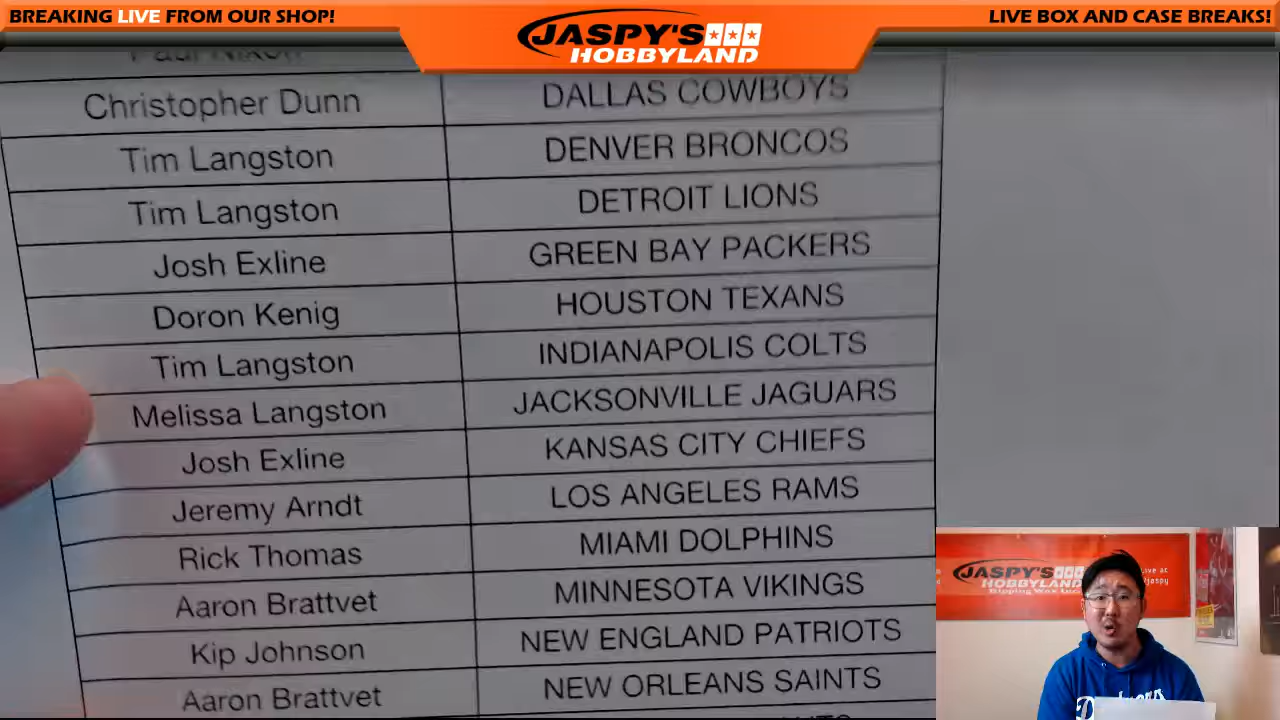 BREAKING LIVE FROM OUR SHOP!
JASPY'S
HOBBYLAND
LIVE BOX AND CASE BREAKS!
Paul Nixon
Christopher Dunn DALLAS COWBOYS
Tim Langston DENVER BRONCOS
Tim Langston DETROIT LIONS
Josh Exline GREEN BAY PACKERS
Doron Kenig HOUSTON TEXANS
Tim Langston INDIANAPOLIS COLTS
Melissa Langston JACKSONVILLE JAGUARS
Josh Exline KANSAS CITY CHIEFS
Jeremy Arndt LOS ANGELES RAMS
Rick Thomas MIAMI DOLPHINS
Aaron Brattvet MINNESOTA VIKINGS
Kip Johnson NEW ENGLAND PATRIOTS
Aaron Brattvet NEW ORLEANS SAINTS
JASPY'S
HOBBYLAND